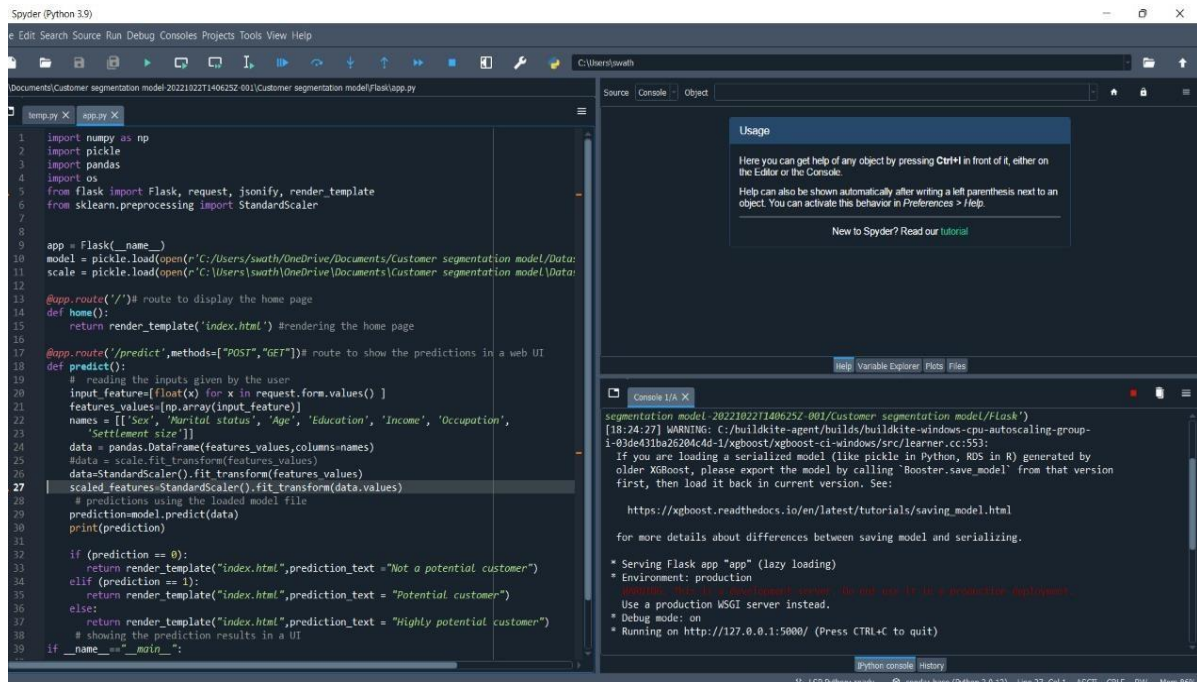 Spyder (Python 3.9)
e Edit Search Source Run Debug Consoles Projects Tools View Help
C:\Users\swath
\Documents\Customer segmentation model-20221022T140625Z-001\Customer segmentation model\Flask\app.py
temp.py X app.py X
1 import numpy as np
2 import pickle
3 import pandas
4 import os
5 from flask import Flask, request, jsonify, render_template
6 from sklearn.preprocessing import StandardScaler
7
8
9 app = Flask(__name__)
10 model = pickle.load(open(r'C:/Users/swath/OneDrive/Documents/Customer segmentation model/Data
11 scale = pickle.load(open(r'C:\Users\swath\OneDrive\Documents\Customer segmentation model\Data
12
13 @app.route('/')# route to display the home page
14 def home():
15 return render_template('index.html') #rendering the home page
16
17 @app.route('/predict',methods=["POST","GET"])# route to show the predictions in a web UI
18 def predict():
19 # reading the inputs given by the user
20 input_feature=[float(x) for x in request.form.values() ]
21 features_values=[np.array(input_feature)]
22 names = [['Sex', 'Marital status', 'Age', 'Education', 'Income', 'Occupation',
23 'Settlement size']]
24 data = pandas.DataFrame(features_values,columns=names)
25 #data = scale.fit_transform(features_values)
26 data=StandardScaler().fit_transform(features_values)
27 scaled_features=StandardScaler().fit_transform(data.values)
28 # predictions using the loaded model file
29 prediction=model.predict(data)
30 print(prediction)
31
32 if (prediction == 0):
33 return render_template("index.html",prediction_text ="Not a potential customer")
34 elif (prediction == 1):
35 return render_template("index.html",prediction_text = "Potential customer")
36 else:
37 return render_template("index.html",prediction_text = "Highly potential customer")
38 # showing the prediction results in a UI
39 if __name__=="__main__":
Source Console Object
Usage
Here you can get help of any object by pressing Ctrl+I in front of it, either on
the Editor or the Console.
Help can also be shown automatically after writing a left parenthesis next to an
object. You can activate this behavior in Preferences > Help.
New to Spyder? Read our tutorial
Help Variable Explorer Plots Files
Console 1/A X
segmentation model-20221022T140625Z-001/Customer segmentation model/Flask')
[18:24:27] WARNING: C:/buildkite-agent/builds/buildkite-windows-cpu-autoscaling-group-
i-03de431ba26204c4d-1/xgboost/xgboost-ci-windows/src/learner.cc:553:
If you are loading a serialized model (like pickle in Python, RDS in R) generated by
older XGBoost, please export the model by calling `Booster.save_model` from that version
first, then load it back in current version. See:
https://xgboost.readthedocs.io/en/latest/tutorials/saving_model.html
for more details about differences between saving model and serializing.
* Serving Flask app "app" (lazy loading)
* Environment: production
WARNING: This is a development server. Do not use it in a production deployment.
Use a production WSGI server instead.
* Debug mode: on
* Running on http://127.0.0.1:5000/ (Press CTRL+C to quit)
IPython console History